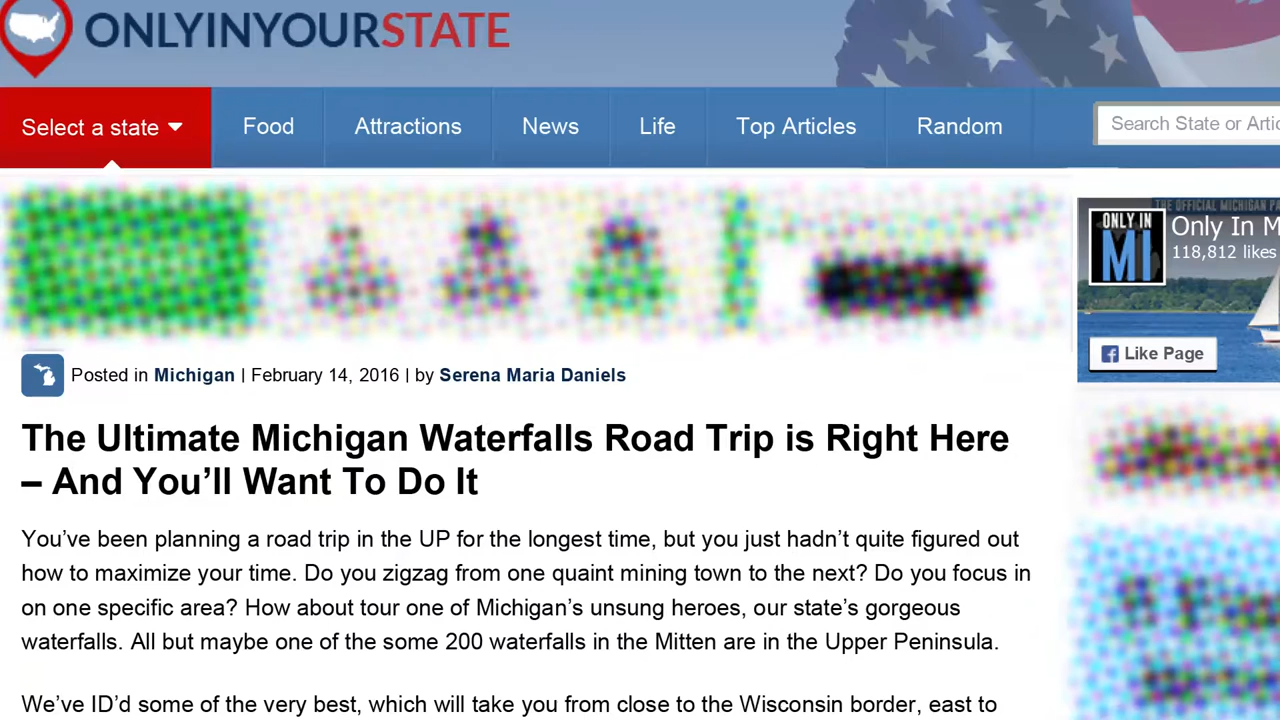 ONLYINYOURSTATE
Select a state
Food
Attractions
News
Life
Top Articles
Random
Search State or Artic
THE OFFICIAL MICHIGAN PA
ONLY IN
MI
Only In M
118,812 likes
Like Page
Posted in Michigan | February 14, 2016 | by Serena Maria Daniels
The Ultimate Michigan Waterfalls Road Trip is Right Here
– And You’ll Want To Do It
You’ve been planning a road trip in the UP for the longest time, but you just hadn’t quite figured out
how to maximize your time. Do you zigzag from one quaint mining town to the next? Do you focus in
on one specific area? How about tour one of Michigan’s unsung heroes, our state’s gorgeous
waterfalls. All but maybe one of the some 200 waterfalls in the Mitten are in the Upper Peninsula.
We’ve ID’d some of the very best, which will take you from close to the Wisconsin border, east to